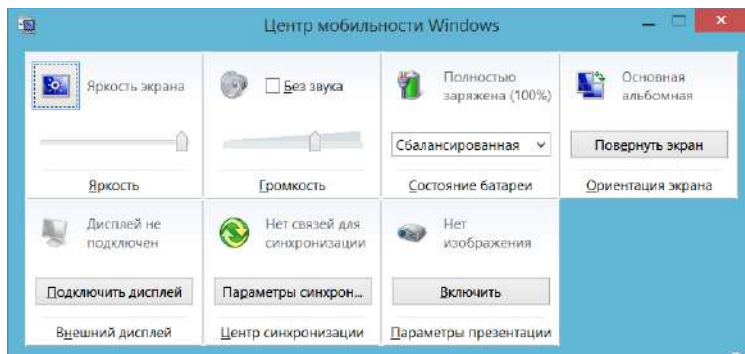 Центр мобильности Windows
Яркость экрана
Яркость
Без звука
Громкость
Полностью
заряжена (100%)
Сбалансированная
Состояние батареи
Основная
альбомная
Повернуть экран
Ориентация экрана
Дисплей не
подключен
Подключить дисплей
Внешний дисплей
Нет связей для
синхронизации
Параметры синхрон...
Центр синхронизации
Нет
изображения
Включить
Параметры презентации